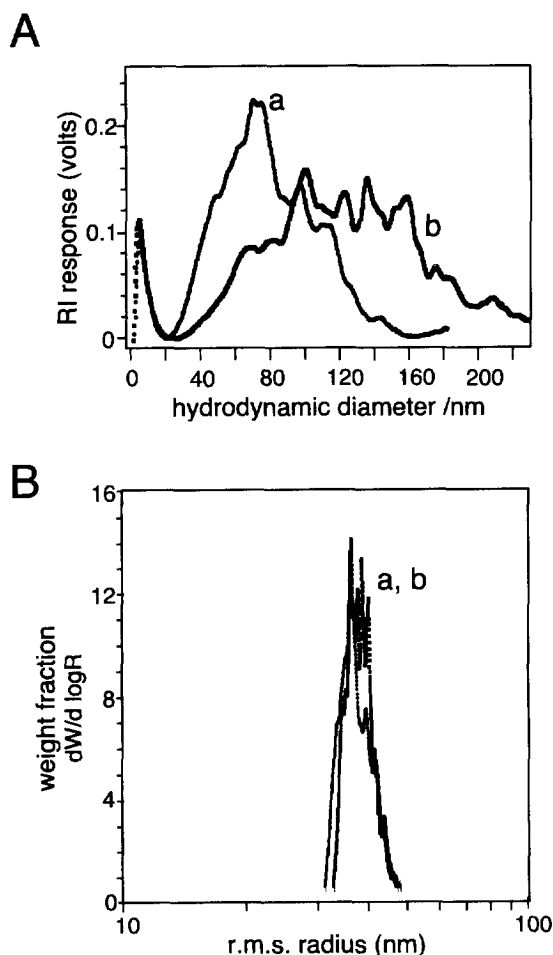 A
RI response (volts)
0.2
0.1
0
a
b
0 40 80 120 160 200
hydrodynamic diameter /nm
B
weight fraction
dW/d logR
16
12
8
4
0
a, b
10 100
r.m.s. radius (nm)